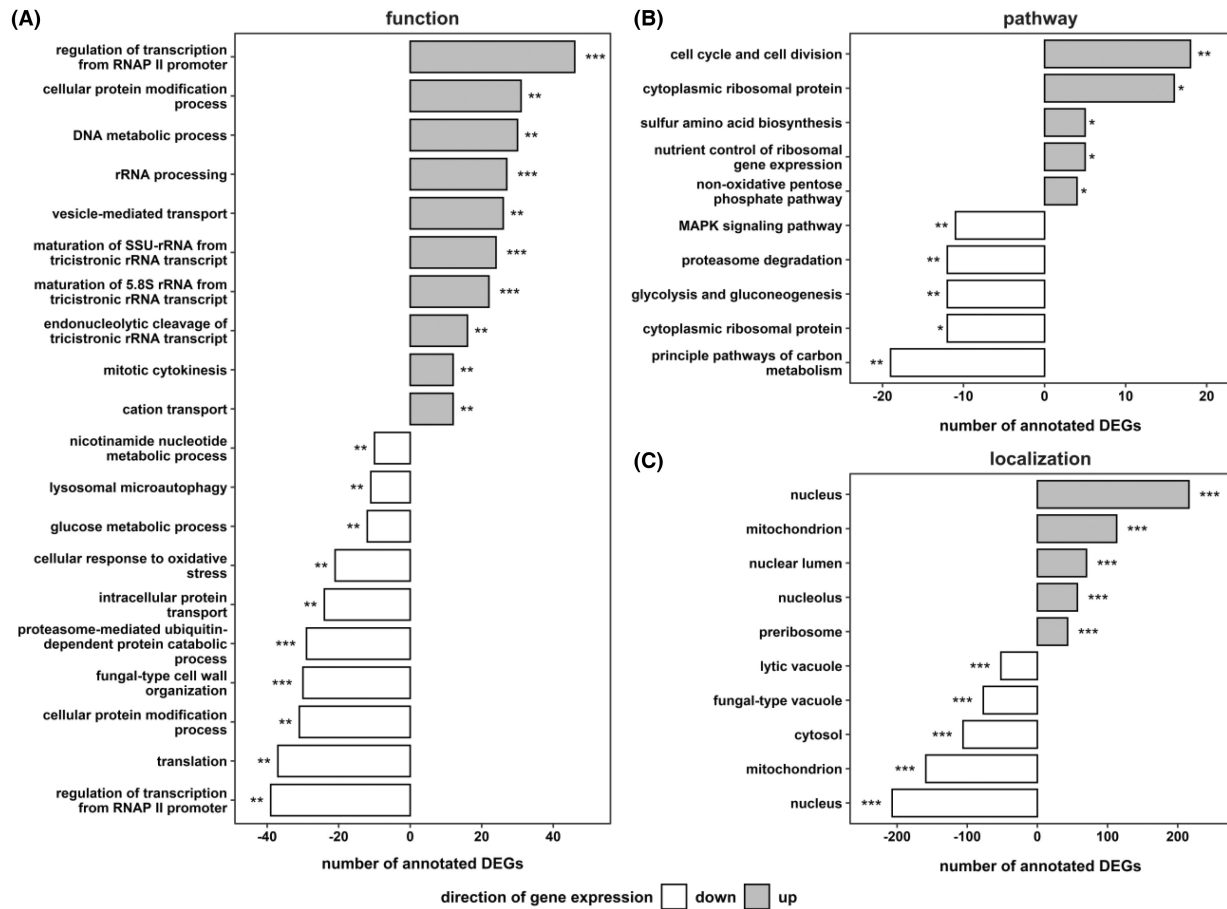 (A)
function
regulation of transcription
from RNAP II promoter
***
cellular protein modification
process
**
DNA metabolic process
**
rRNA processing
***
vesicle-mediated transport
**
maturation of SSU-rRNA from
tricistronic rRNA transcript
***
maturation of 5.8S rRNA from
tricistronic rRNA transcript
***
endonucleolytic cleavage of
tricistronic rRNA transcript
**
mitotic cytokinesis
**
cation transport
**
nicotinamide nucleotide
metabolic process
**
lysosomal microautophagy
**
glucose metabolic process
**
cellular response to oxidative
stress
**
intracellular protein
transport
**
proteasome-mediated ubiquitin-
dependent protein catabolic
process
***
fungal-type cell wall
organization
***
cellular protein modification
process
**
translation
**
regulation of transcription
from RNAP II promoter
**
-40 -20 0 20 40
number of annotated DEGs
(B)
pathway
cell cycle and cell division
**
cytoplasmic ribosomal protein
*
sulfur amino acid biosynthesis
*
nutrient control of ribosomal
gene expression
*
non-oxidative pentose
phosphate pathway
*
MAPK signaling pathway
**
proteasome degradation
**
glycolysis and gluconeogenesis
**
cytoplasmic ribosomal protein
*
principle pathways of carbon
metabolism
**
-20 -10 0 10 20
number of annotated DEGs
(C)
localization
nucleus
***
mitochondrion
***
nuclear lumen
***
nucleolus
***
preribosome
***
lytic vacuole
***
fungal-type vacuole
***
cytosol
***
mitochondrion
***
nucleus
***
-200 -100 0 100 200
number of annotated DEGs
direction of gene expression down up